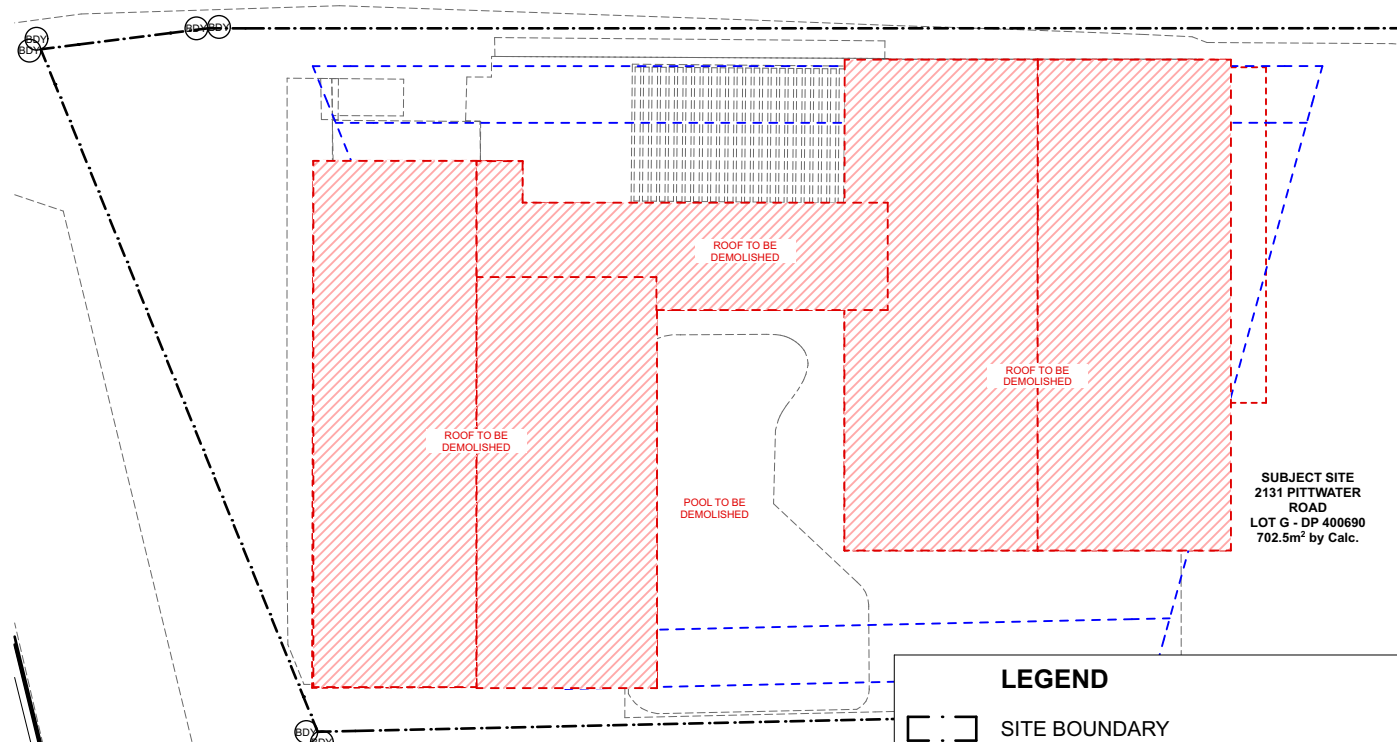 BDY
BDY
BDY
BDY
ROOF TO BE
DEMOLISHED
ROOF TO BE
DEMOLISHED
ROOF TO BE
DEMOLISHED
POOL TO BE
DEMOLISHED
SUBJECT SITE
2131 PITTWATER
ROAD
LOT G - DP 400690
702.5m² by Calc.
LEGEND
SITE BOUNDARY
BDY
BDY